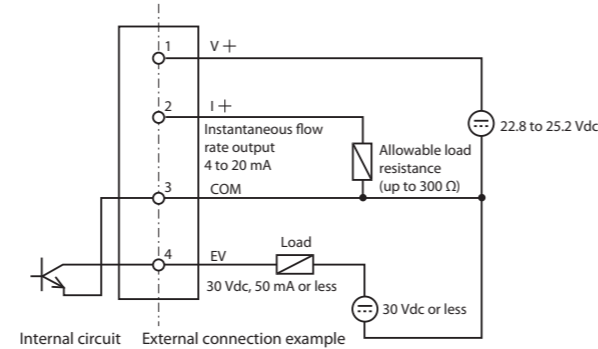 1
V+
2
I+
Instantaneous flow
rate output
4 to 20 mA
22.8 to 25.2 Vdc
Allowable load
resistance
(up to 300 Ω)
3
COM
4
EV
Load
30 Vdc, 50 mA or less
30 Vdc or less
Internal circuit
External connection example